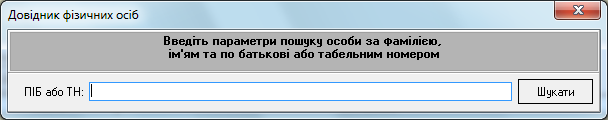 Довідник фізичних осіб
Введіть параметри пошуку особи за фамілією,
ім'ям та по батькові або табельним номером
ПІБ або ТН:
Шукати